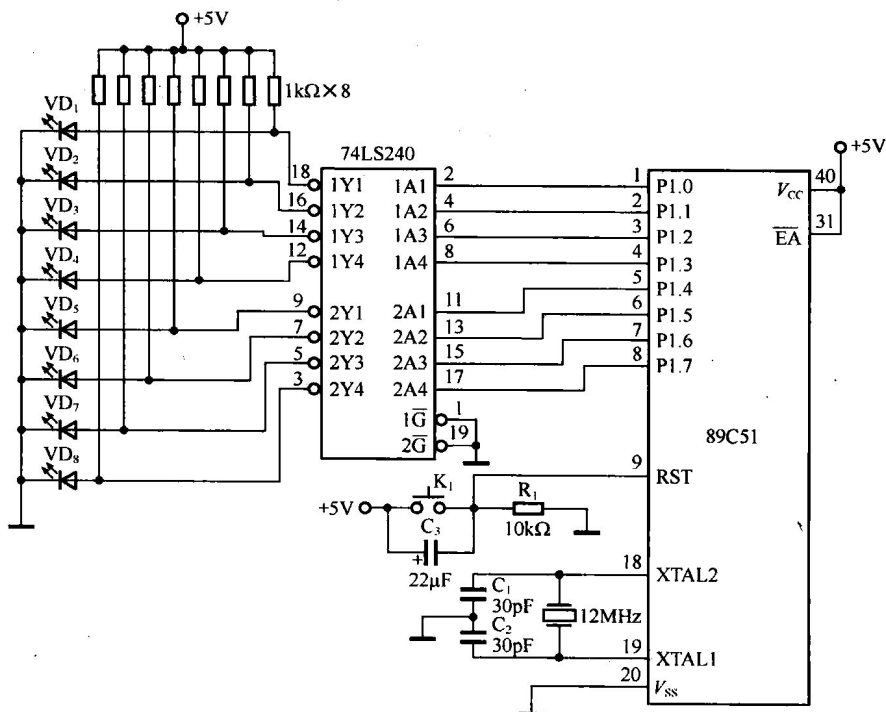 +5V
1kΩ×8
VD1
VD2
VD3
VD4
VD5
VD6
VD7
VD8
74LS240
18 1Y1 1A1 2
16 1Y2 1A2 4
14 1Y3 1A3 6
12 1Y4 1A4 8
9 2Y1 2A1 11
7 2Y2 2A2 13
5 2Y3 2A3 15
3 2Y4 2A4 17
1G̅ 1
2G̅ 19
+5V
1 P1.0 VCC 40
2 P1.1
3 P1.2 E̅A̅ 31
4 P1.3
5 P1.4
6 P1.5
7 P1.6
8 P1.7
89C51
9 RST
K1
+5V
R1
10kΩ
C3
+
22μF
18 XTAL2
C1
30pF
12MHz
C2
30pF
19 XTAL1
20 VSS